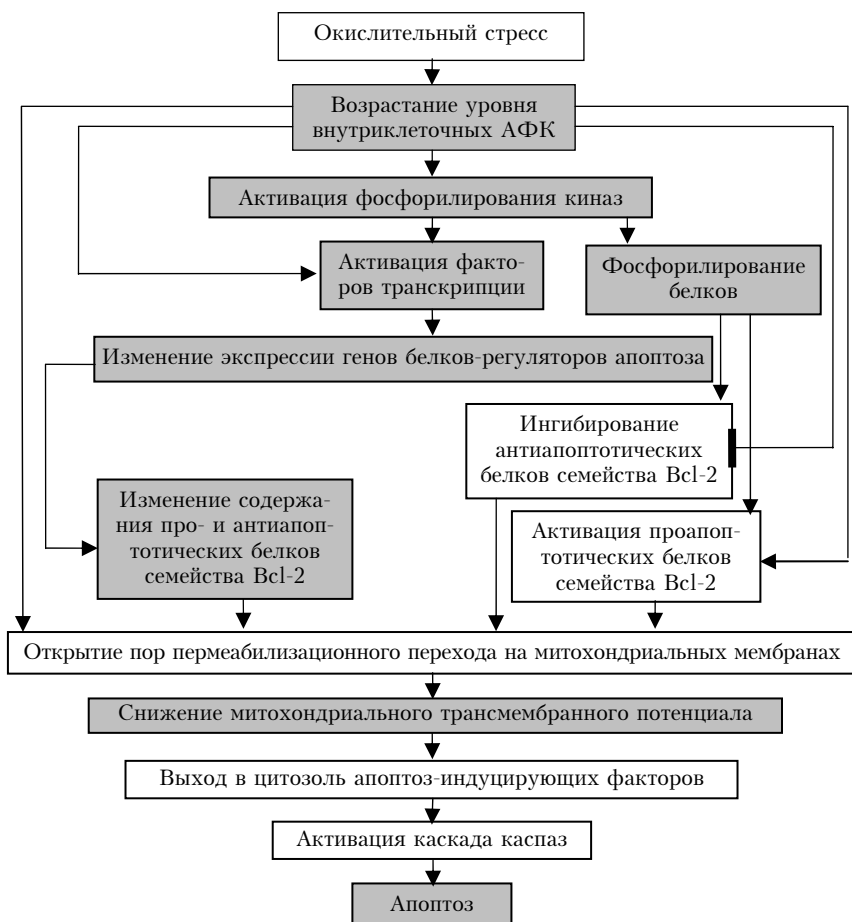 Окислительный стресс
Возрастание уровня
внутриклеточных АФК
Активация фосфорилирования киназ
Активация факто-
ров транскрипции
Фосфорилирование
белков
Изменение экспрессии генов белков-регуляторов апоптоза
Ингибирование
антиапоптотических
белков семейства Bcl-2
Изменение содержа-
ния про- и антиапоп-
тотических белков
семейства Bcl-2
Активация проапоп-
тотических белков
семейства Bcl-2
Открытие пор пермеабилизационного перехода на митохондриальных мембранах
Снижение митохондриального трансмембранного потенциала
Выход в цитозоль апоптоз-индуцирующих факторов
Активация каскада каспаз
Апоптоз